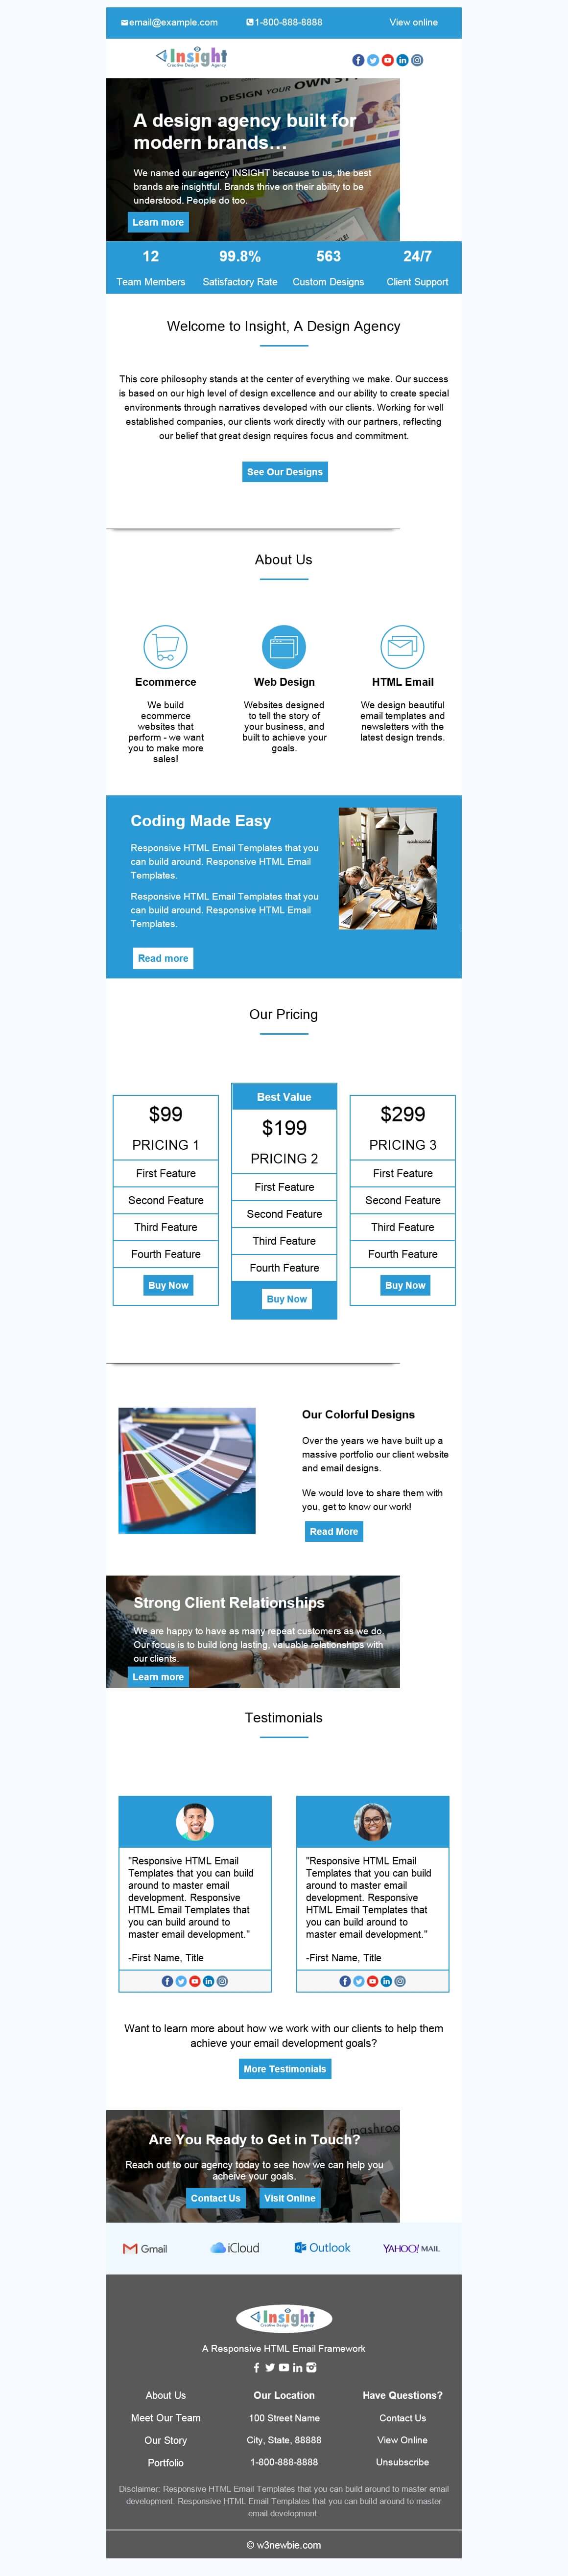 email@example.com
1-800-888-8888
View online
Insight
Creative Design Agency
DESIGN YOUR OWN
A design agency built for
modern brands...
We named our agency INSIGHT because to us, the best
brands are insightful. Brands thrive on their ability to be
understood. People do too.
Learn more
12
99.8%
563
24/7
Team Members
Satisfactory Rate
Custom Designs
Client Support
Welcome to Insight, A Design Agency
This core philosophy stands at the center of everything we make. Our success
is based on our high level of design excellence and our ability to create special
environments through narratives developed with our clients. Working for well
established companies, our clients work directly with our partners, reflecting
our belief that great design requires focus and commitment.
See Our Designs
About Us
Ecommerce
We build
ecommerce
websites that
perform - we want
you to make more
sales!
Web Design
Websites designed
to tell the story of
your business, and
built to achieve your
goals.
HTML Email
We design beautiful
email templates and
newsletters with the
latest design trends.
Coding Made Easy
Responsive HTML Email Templates that you
can build around. Responsive HTML Email
Templates.
Responsive HTML Email Templates that you
can build around. Responsive HTML Email
Templates.
Read more
Our Pricing
$99
PRICING 1
First Feature
Second Feature
Third Feature
Fourth Feature
Buy Now
Best Value
$199
PRICING 2
First Feature
Second Feature
Third Feature
Fourth Feature
Buy Now
$299
PRICING 3
First Feature
Second Feature
Third Feature
Fourth Feature
Buy Now
Our Colorful Designs
Over the years we have built up a
massive portfolio our client website
and email designs.
We would love to share them with
you, get to know our work!
Read More
Strong Client Relationships
We are happy to have as many repeat customers as we do.
Our focus is to build long lasting, valuable relationships with
our clients.
Learn more
Testimonials
"Responsive HTML Email
Templates that you can build
around to master email
development. Responsive
HTML Email Templates that
you can build around to
master email development."
-First Name, Title
"Responsive HTML Email
Templates that you can build
around to master email
development. Responsive
HTML Email Templates that
you can build around to
master email development."
-First Name, Title
Want to learn more about how we work with our clients to help them
achieve your email development goals?
More Testimonials
mashroo
Are You Ready to Get in Touch?
Reach out to our agency today to see how we can help you
acheive your goals.
Contact Us
Visit Online
Gmail
iCloud
Outlook
YAHOO! MAIL
Insight
Creative Design Agency
A Responsive HTML Email Framework
About Us
Meet Our Team
Our Story
Portfolio
Our Location
100 Street Name
City, State, 88888
1-800-888-8888
Have Questions?
Contact Us
View Online
Unsubscribe
Disclaimer: Responsive HTML Email Templates that you can build around to master email
development. Responsive HTML Email Templates that you can build around to master
email development.
© w3newbie.com